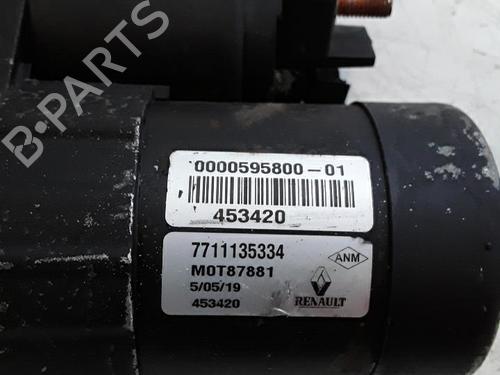 B-PARTS
0000595800-01
453420
7711135334
M0T87881
5/05/19
453420
ANM
RENAULT